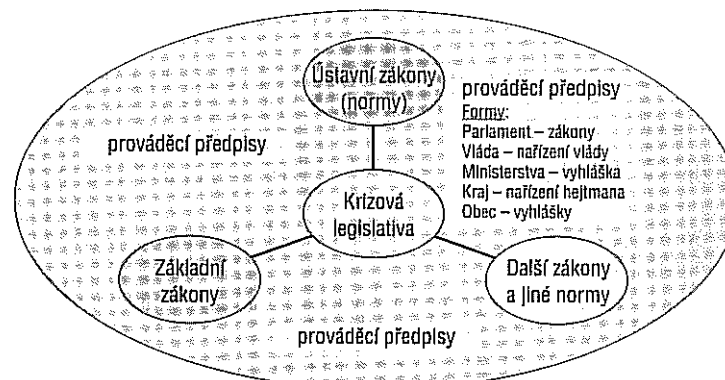 Ústavní zákony
(normy)
prováděcí předpisy
Formy:
Parlament – zákony
Vláda – nařízení vlády
Ministerstva – vyhláška
Kraj – nařízení hejtmana
Obec – vyhlášky
prováděcí předpisy
Krizová
legislativa
Základní
zákony
Další zákony
a jiné normy
prováděcí předpisy